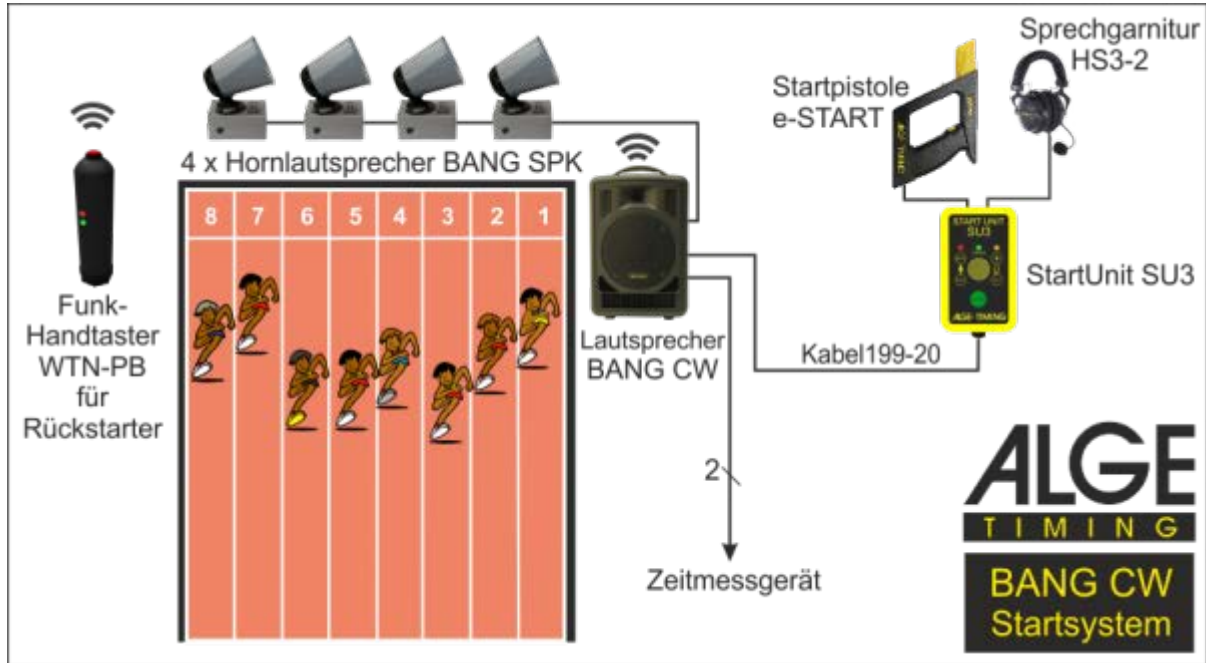 Sprechgarnitur
HS3-2
Startpistole
e-START
4 x Hornlautsprecher BANG SPK
8 7 6 5 4 3 2 1
START UNIT
SU3
ALGE-TIMING
StartUnit SU3
Funk-
Handtaster
WTN-PB
für
Rückstarter
Lautsprecher
BANG CW
Kabel199-20
2
Zeitmessgerät
ALGE
TIMING
BANG CW
Startsystem